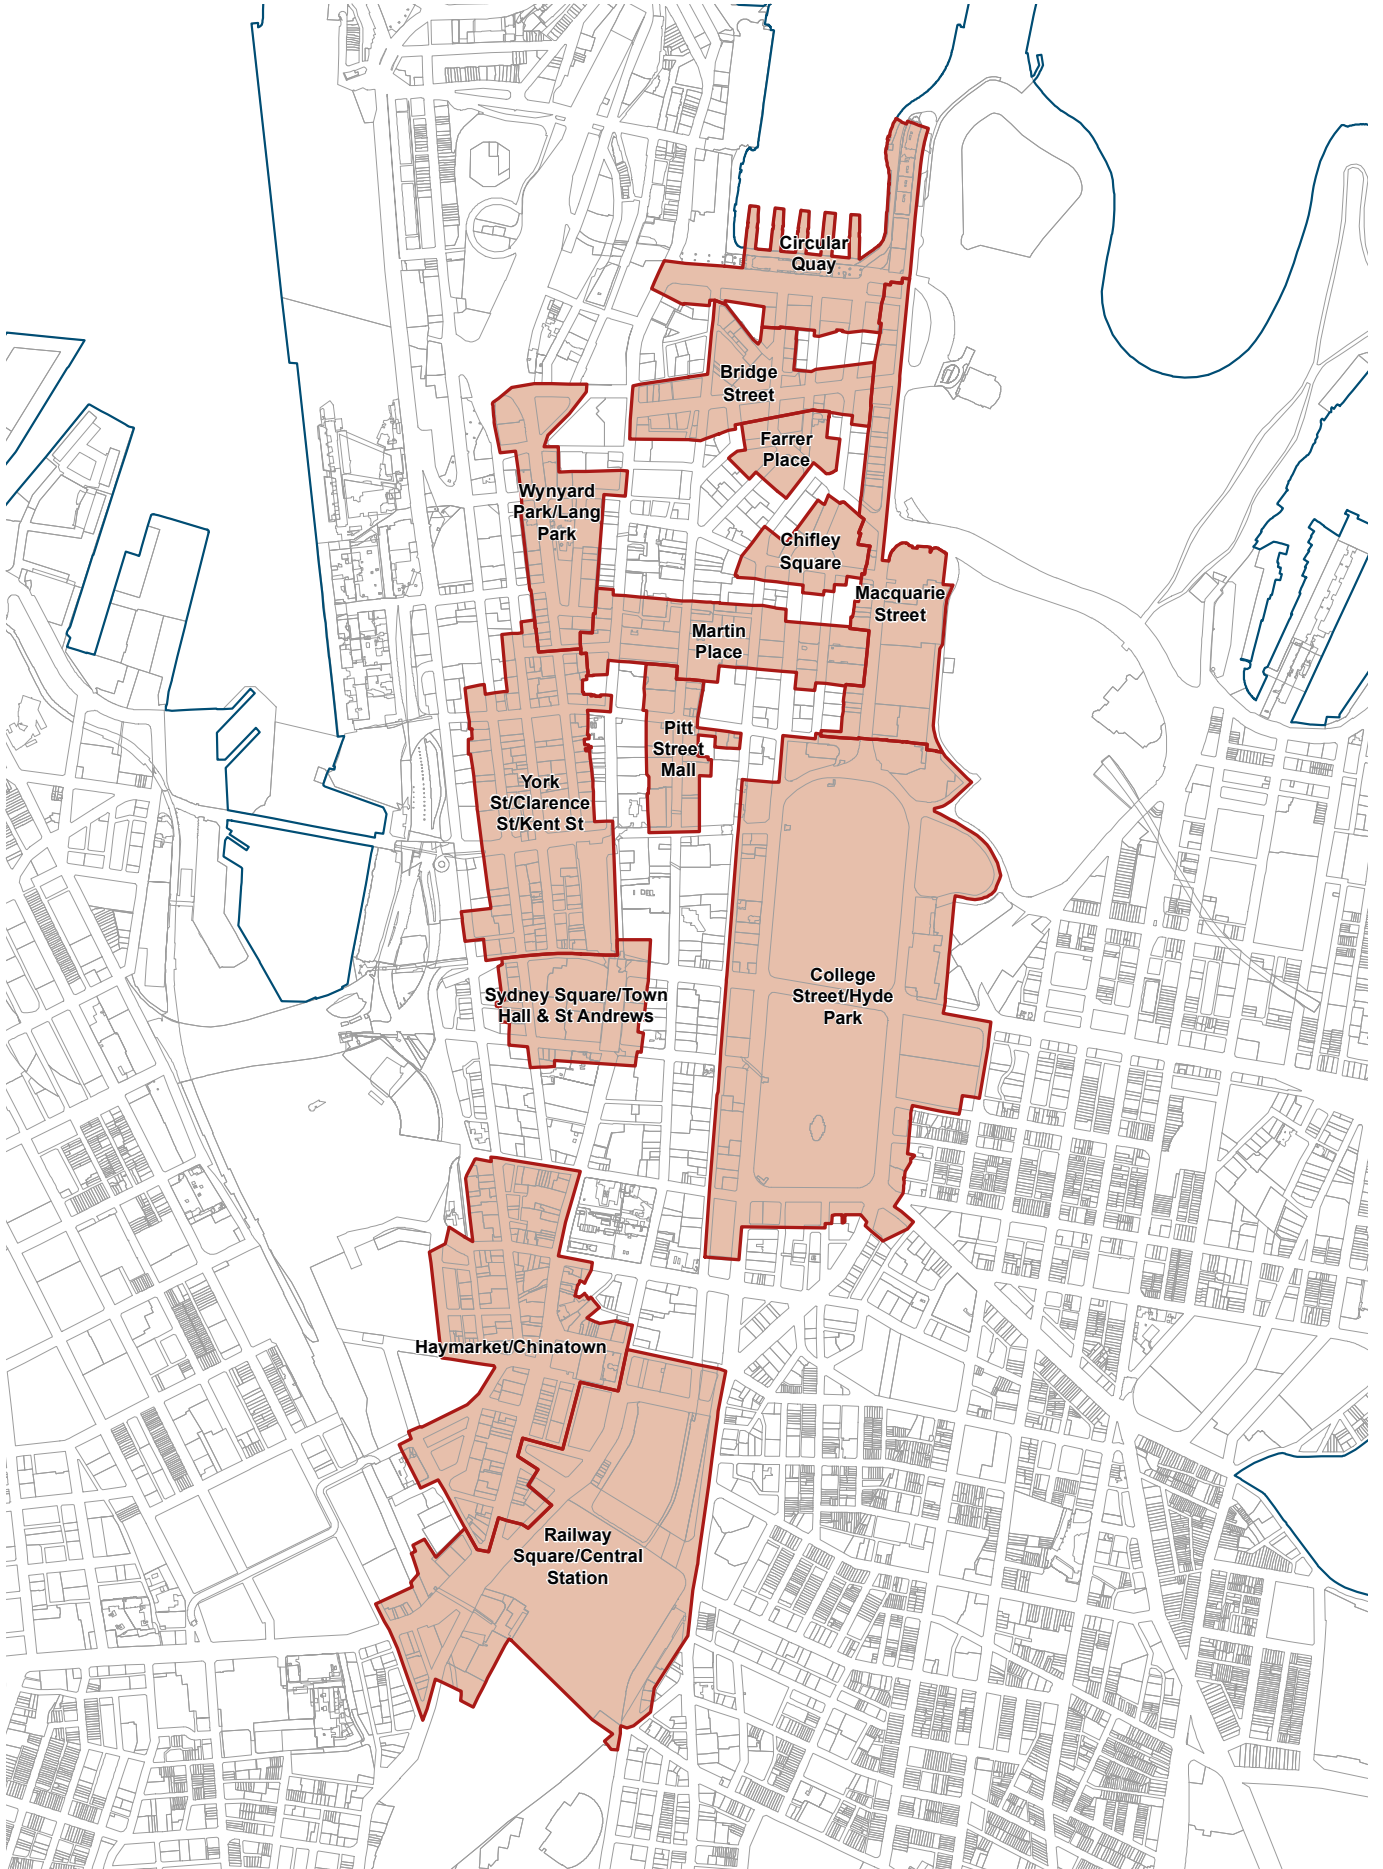 Circular
Quay
Bridge
Street
Farrer
Place
Wynyard
Park/Lang
Park
Chifley
Square
Macquarie
Street
Martin
Place
Pitt
Street
Mall
York
St/Clarence
St/Kent St
College
Street/Hyde
Park
Sydney Square/Town
Hall & St Andrews
Haymarket/Chinatown
Railway
Square/Central
Station